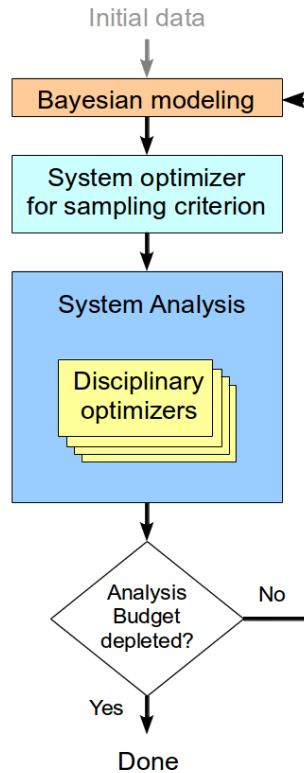 Initial data
Bayesian modeling
System optimizer
for sampling criterion
System Analysis
Disciplinary
optimizers
Analysis
Budget
depleted?
No
Yes
Done